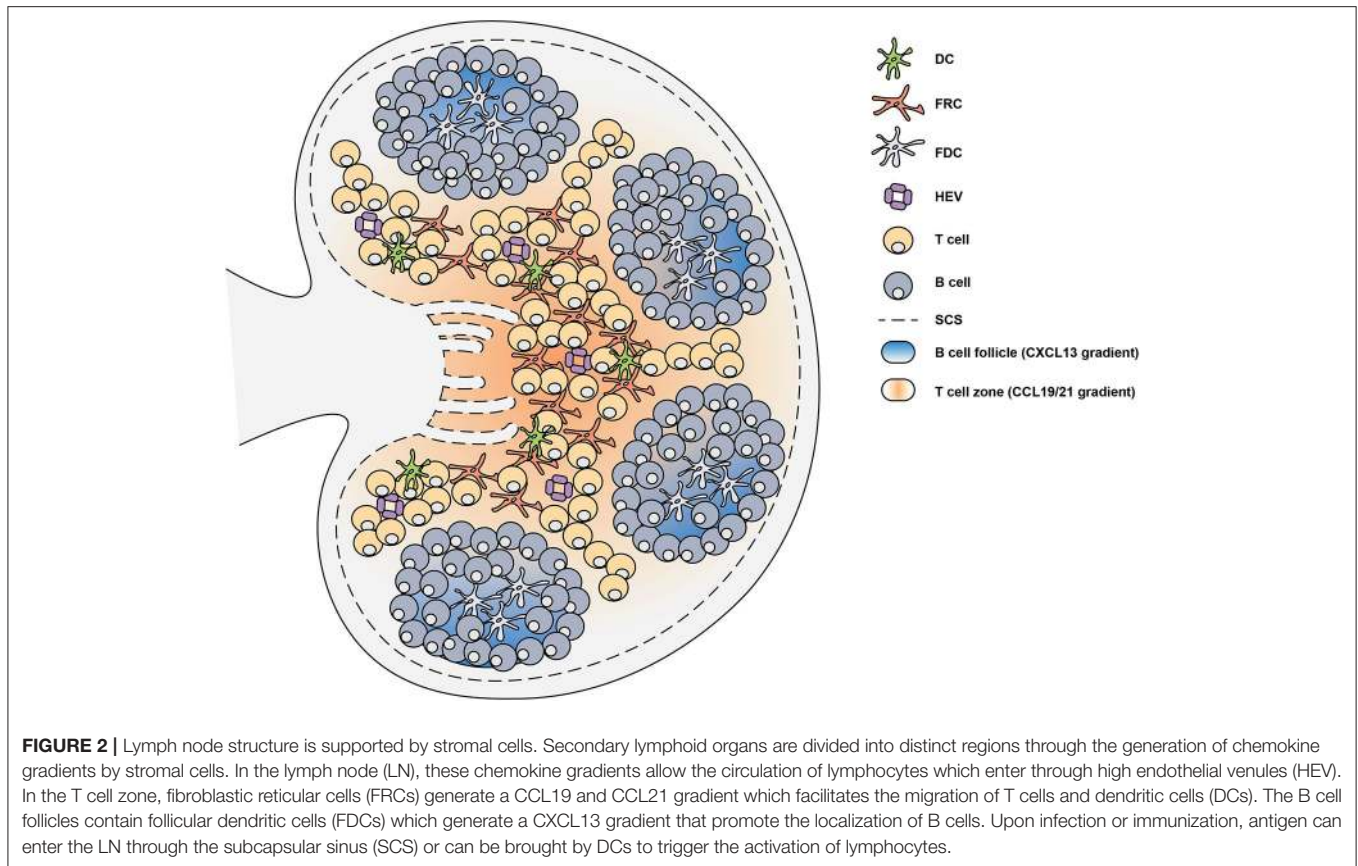 DC
FRC
FDC
HEV
T cell
B cell
SCS
B cell follicle (CXCL13 gradient)
T cell zone (CCL19/21 gradient)
FIGURE 2 | Lymph node structure is supported by stromal cells. Secondary lymphoid organs are divided into distinct regions through the generation of chemokine
gradients by stromal cells. In the lymph node (LN), these chemokine gradients allow the circulation of lymphocytes which enter through high endothelial venules (HEV).
In the T cell zone, fibroblastic reticular cells (FRCs) generate a CCL19 and CCL21 gradient which facilitates the migration of T cells and dendritic cells (DCs). The B cell
follicles contain follicular dendritic cells (FDCs) which generate a CXCL13 gradient that promote the localization of B cells. Upon infection or immunization, antigen can
enter the LN through the subcapsular sinus (SCS) or can be brought by DCs to trigger the activation of lymphocytes.